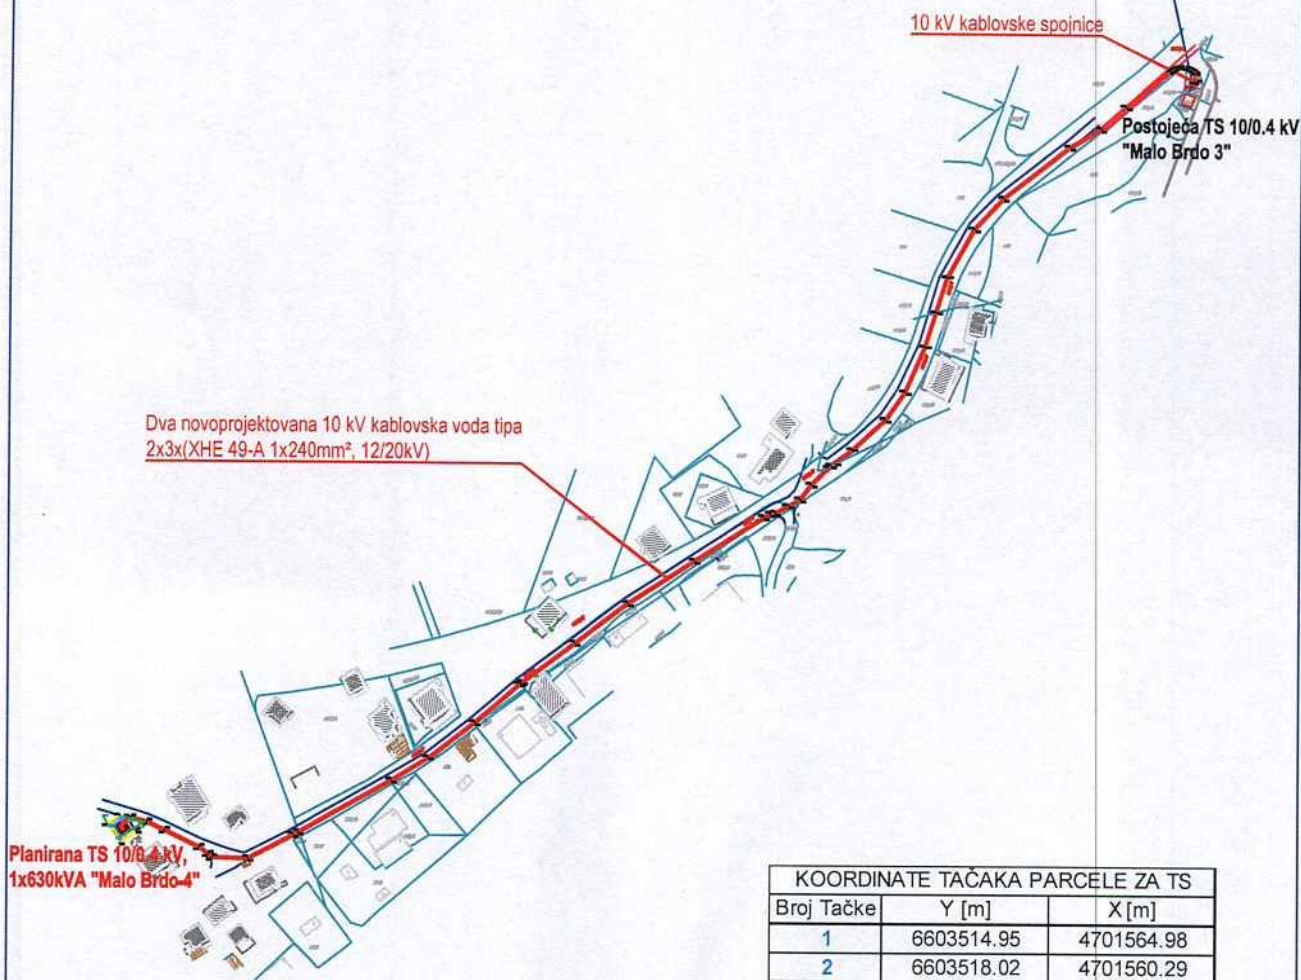 10 kV kablovske spojnice
Postojeća TS 10/0.4 kV
"Malo Brdo 3"
Dva novoprojektovana 10 kV kablovska voda tipa
2x3x(XHE 49-A 1x240mm², 12/20kV)
Planirana TS 10/0.4 kV,
1x630kVA "Malo Brdo-4"
KOORDINATE TAČAKA PARCELE ZA TS
Broj Tačke Y [m] X [m]
1 6603514.95 4701564.98
2 6603518.02 4701560.29